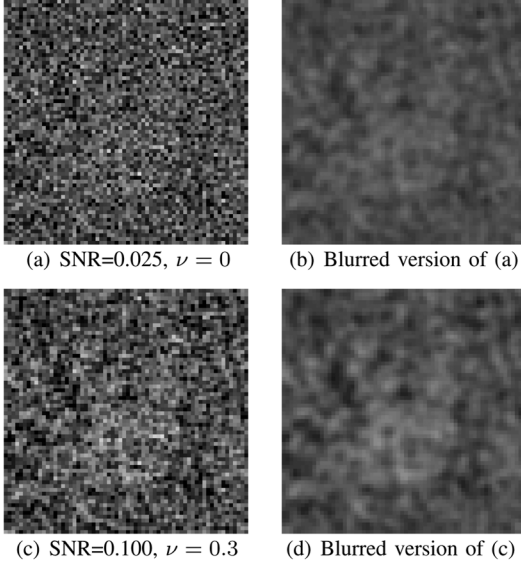 (a) SNR=0.025, ν = 0
(b) Blurred version of (a)
(c) SNR=0.100, ν = 0.3
(d) Blurred version of (c)